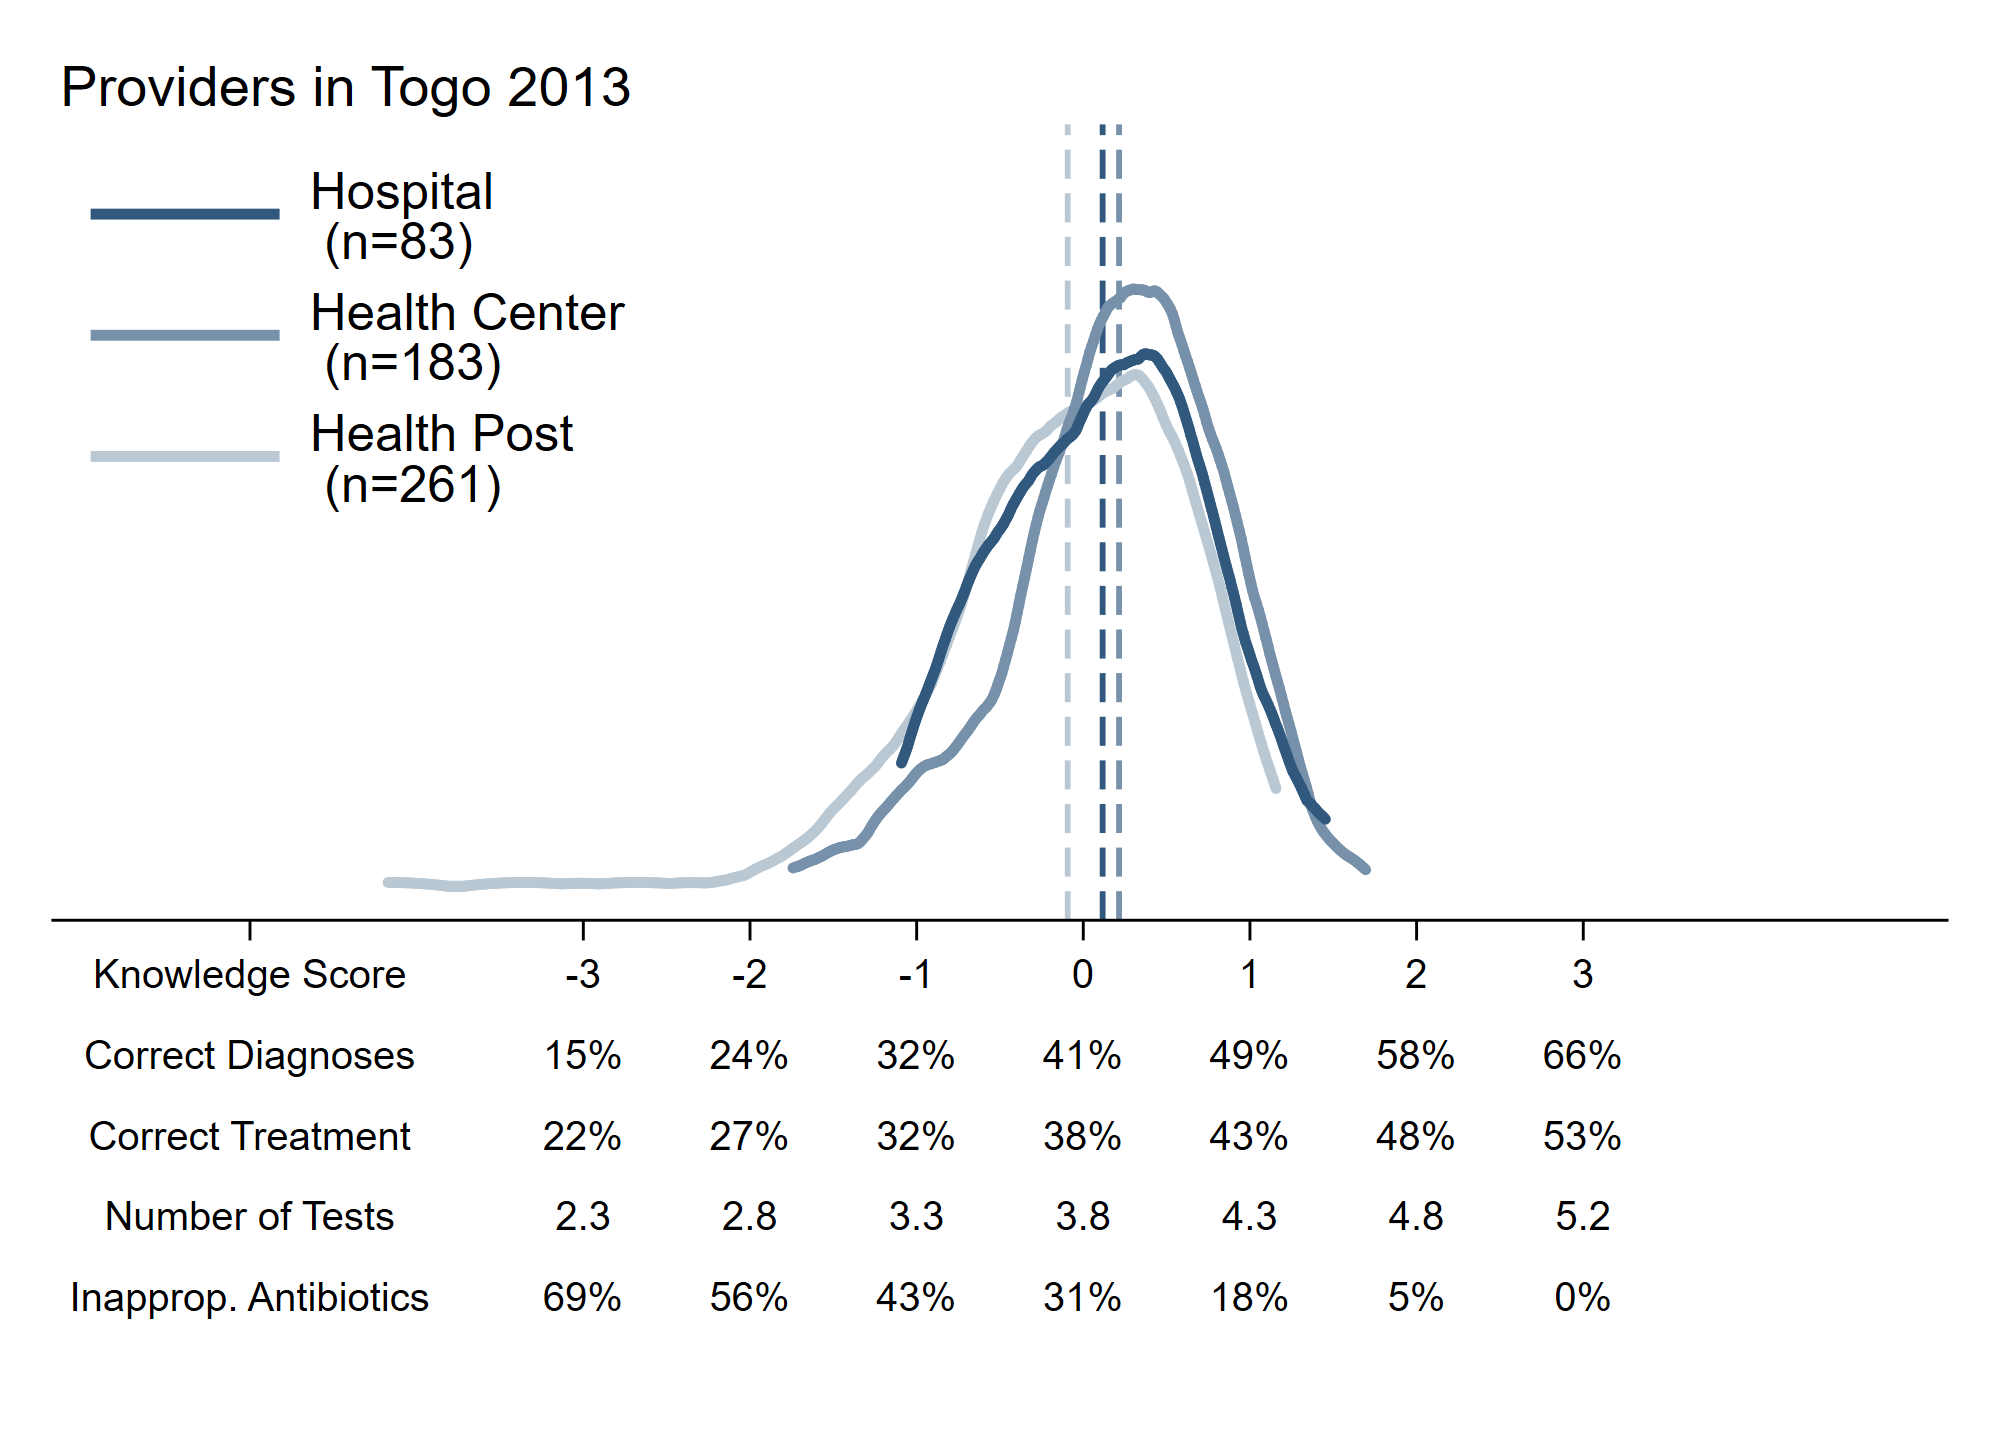 Providers in Togo 2013
Hospital
(n=83)
Health Center
(n=183)
Health Post
(n=261)
Knowledge Score -3 -2 -1 0 1 2 3
Correct Diagnoses 15% 24% 32% 41% 49% 58% 66%
Correct Treatment 22% 27% 32% 38% 43% 48% 53%
Number of Tests 2.3 2.8 3.3 3.8 4.3 4.8 5.2
Inapprop. Antibiotics 69% 56% 43% 31% 18% 5% 0%